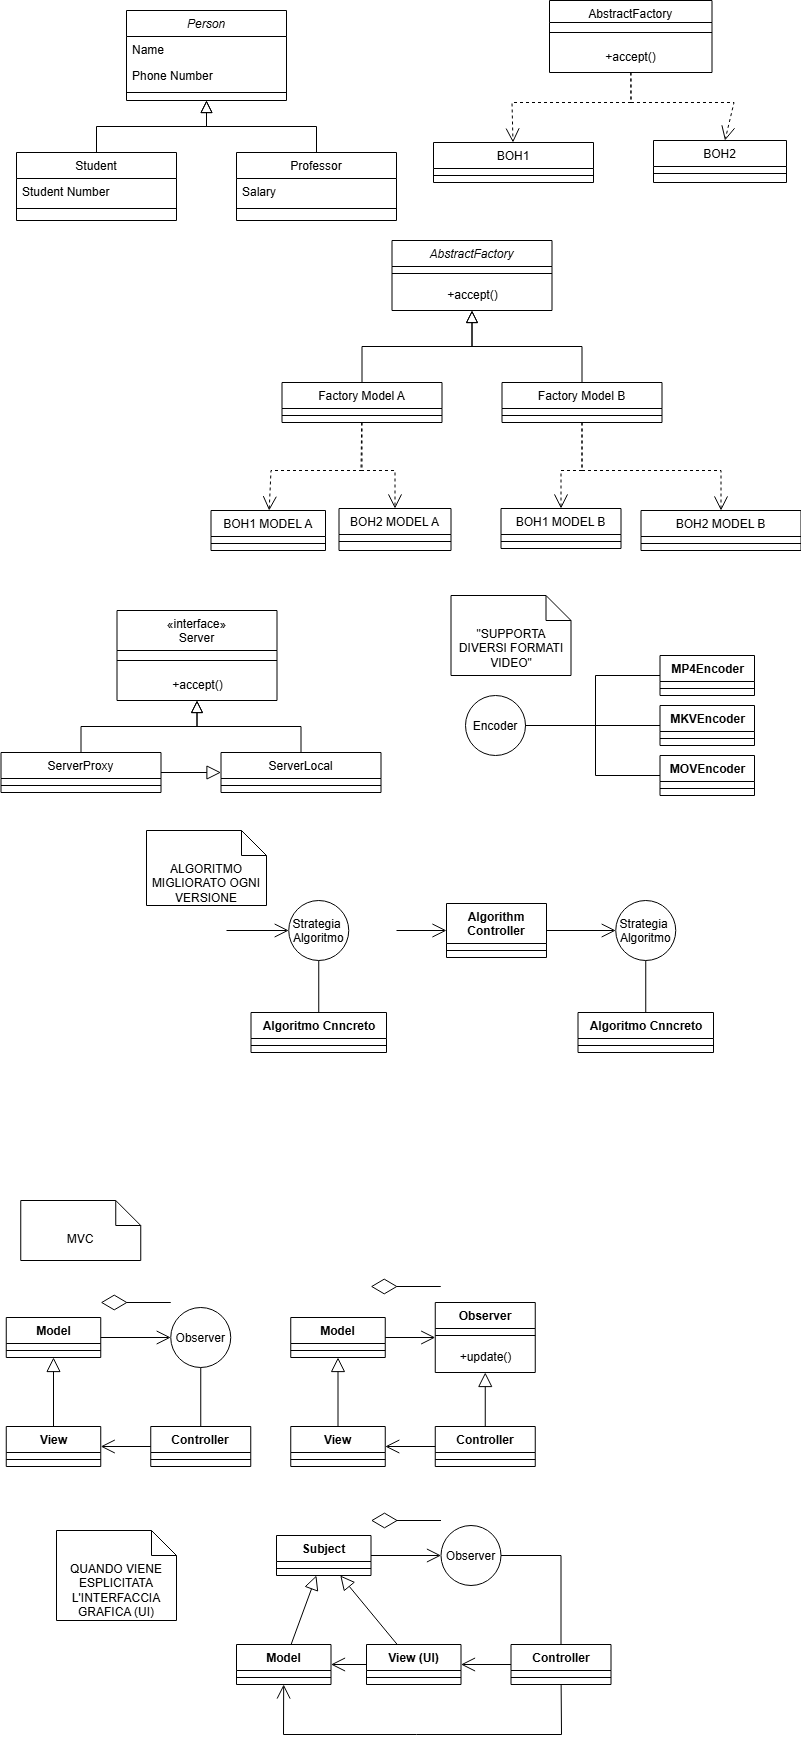 Person
Name
Phone Number
Student
Student Number
Professor
Salary
AbstractFactory
+accept()
BOH1
BOH2
AbstractFactory
+accept()
Factory Model A
Factory Model B
BOH1 MODEL A
BOH2 MODEL A
BOH1 MODEL B
BOH2 MODEL B
«interface»
Server
+accept()
ServerProxy
ServerLocal
"SUPPORTA
DIVERSI FORMATI
VIDEO"
Encoder
MP4Encoder
MKVEncoder
MOVEncoder
ALGORITMO
MIGLIORATO OGNI
VERSIONE
Strategia
Algoritmo
Algoritmo Cnncreto
Algorithm
Controller
Strategia
Algoritmo
Algoritmo Cnncreto
MVC
Model
Observer
View
Controller
Model
Observer
+update()
View
Controller
QUANDO VIENE
ESPLICITATA
L'INTERFACCIA
GRAFICA (UI)
Subject
Observer
Model
View (UI)
Controller